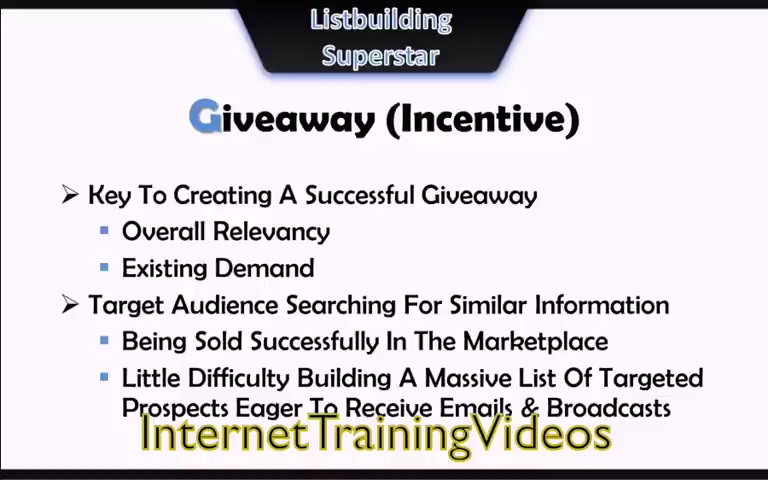 Listbuilding
Superstar
Giveaway (Incentive)
Key To Creating A Successful Giveaway
Overall Relevancy
Existing Demand
Target Audience Searching For Similar Information
Being Sold Successfully In The Marketplace
Little Difficulty Building A Massive List Of Targeted
Prospects Eager To Receive Emails & Broadcasts
InternetTrainingVideos